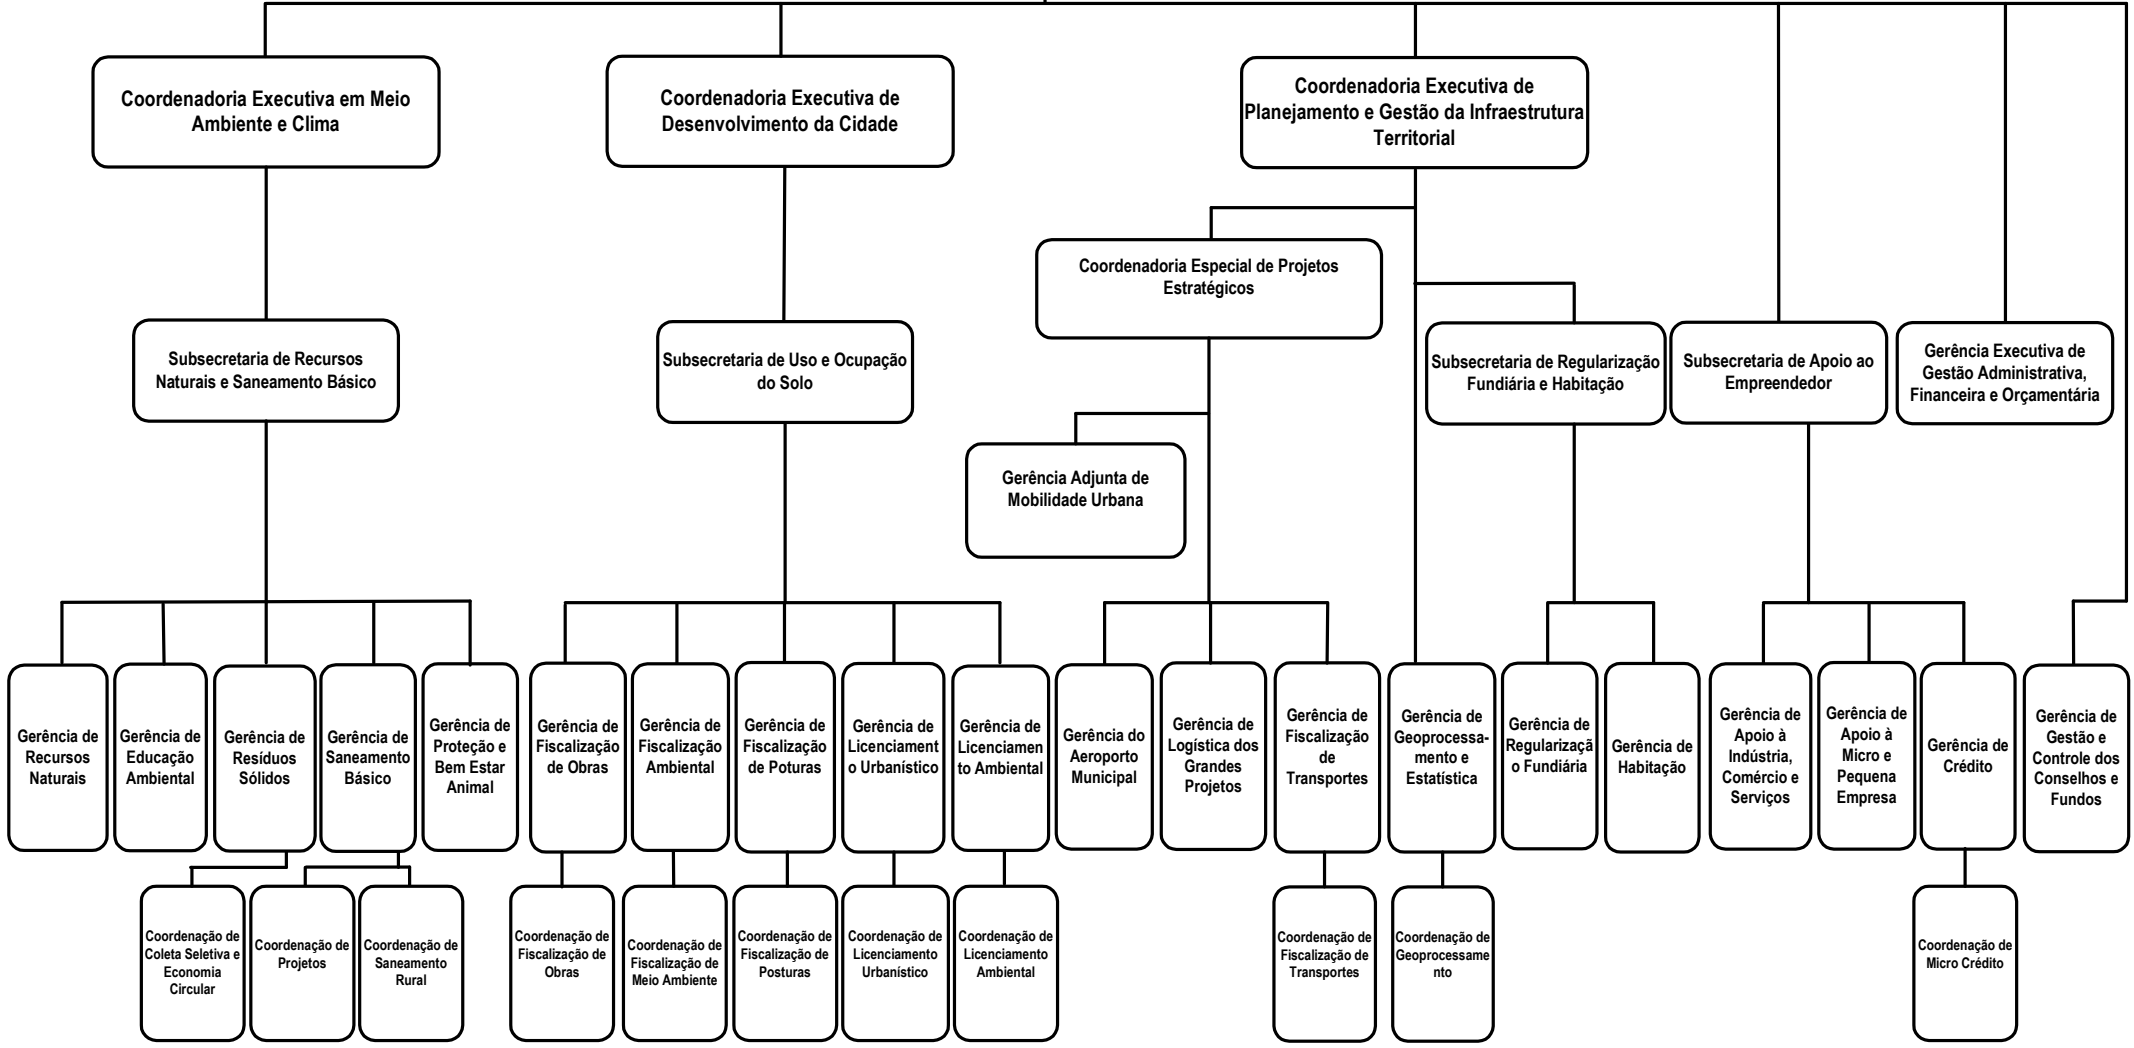 Coordenadoria Executiva em Meio
Ambiente e Clima
Coordenadoria Executiva de
Desenvolvimento da Cidade
Coordenadoria Executiva de
Planejamento e Gestão da Infraestrutura
Territorial
Coordenadoria Especial de Projetos
Estratégicos
Subsecretaria de Recursos
Naturais e Saneamento Básico
Subsecretaria de Uso e Ocupação
do Solo
Subsecretaria de Regularização
Fundiária e Habitação
Subsecretaria de Apoio ao
Empreendedor
Gerência Executiva de
Gestão Administrativa,
Financeira e Orçamentária
Gerência Adjunta de
Mobilidade Urbana
Gerência de
Recursos
Naturais
Gerência de
Educação
Ambiental
Gerência de
Resíduos
Sólidos
Gerência de
Saneamento
Básico
Gerência de
Proteção e
Bem Estar
Animal
Gerência de
Fiscalização
de Obras
Gerência de
Fiscalização
Ambiental
Gerência de
Fiscalização
de Poturas
Gerência de
Licenciament
o Urbanístico
Gerência de
Licenciamen
to Ambiental
Gerência do
Aeroporto
Municipal
Gerência de
Logística dos
Grandes
Projetos
Gerência de
Fiscalização
de
Transportes
Gerência de
Geoprocessa-
mento e
Estatística
Gerência de
Regularizaçã
o Fundiária
Gerência de
Habitação
Gerência de
Apoio à
Indústria,
Comércio e
Serviços
Gerência de
Apoio à
Micro e
Pequena
Empresa
Gerência de
Crédito
Gerência de
Gestão e
Controle dos
Conselhos e
Fundos
Coordenação de
Coleta Seletiva e
Economia
Circular
Coordenação de
Projetos
Coordenação de
Saneamento
Rural
Coordenação de
Fiscalização de
Obras
Coordenação de
Fiscalização de
Meio Ambiente
Coordenação de
Fiscalização de
Posturas
Coordenação de
Licenciamento
Urbanístico
Coordenação de
Licenciamento
Ambiental
Coordenação de
Fiscalização de
Transportes
Coordenação de
Geoprocessame
nto
Coordenação de
Micro Crédito